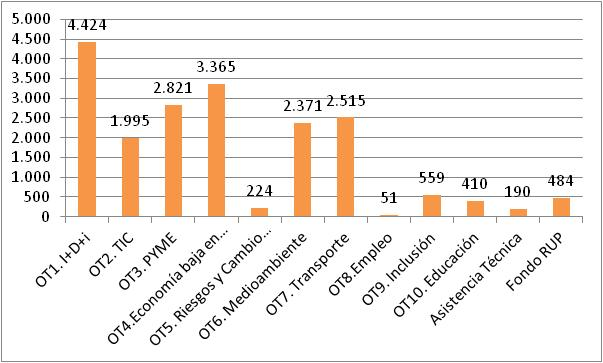 5.000
4.500
4.000
3.500
3.000
2.500
2.000
1.500
1.000
500
0
4.424
1.995
2.821
3.365
224
2.371
2.515
51
559
410
190
484
OT1. I+D+i
OT2. TIC
OT3. PYME
OT4.Economía baja en…
OT5. Riesgos y Cambio…
OT6. Medioambiente
OT7. Transporte
OT8.Empleo
OT9. Inclusión
OT10. Educación
Asistencia Técnica
Fondo RUP